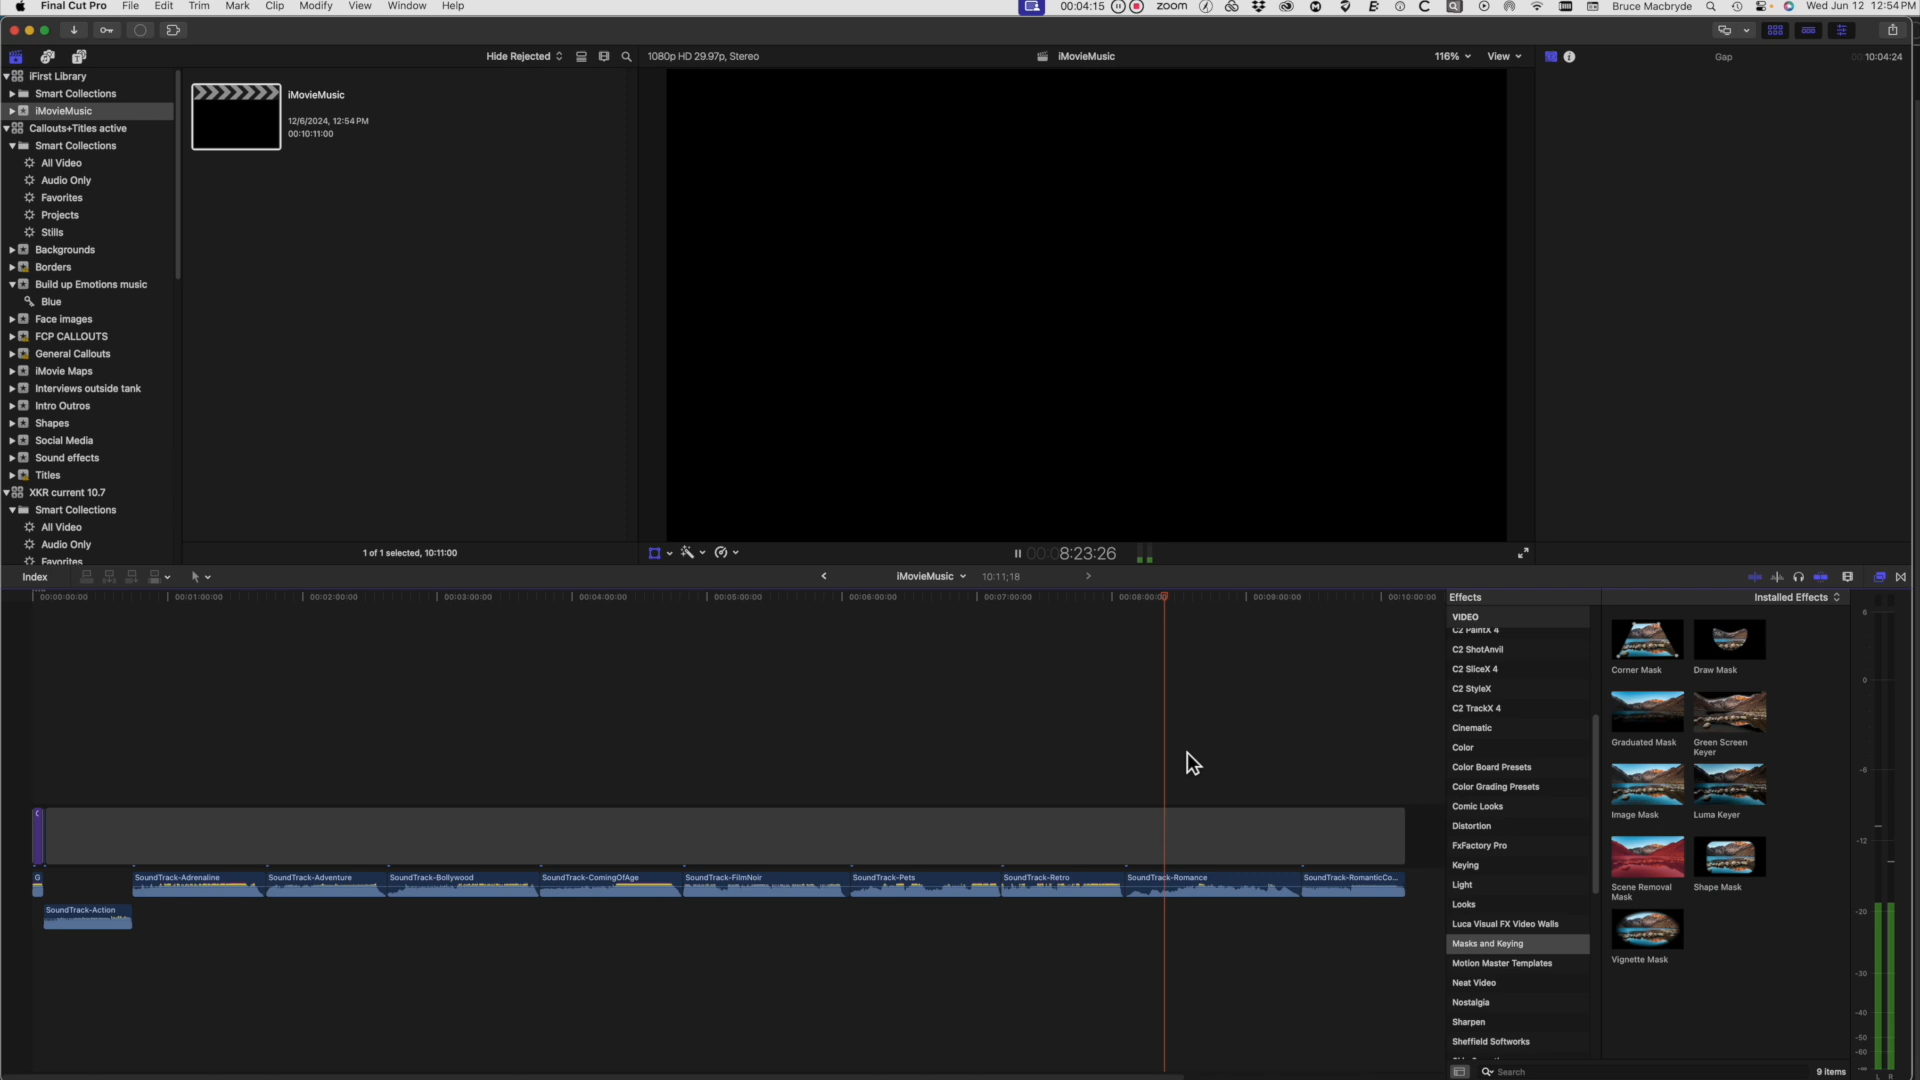 Final Cut Pro File Edit Trim Mark Clip Modify View Window Help 00:04:15 zoom Bruce Macbryde Wed Jun 12 12:54 PM
Hide Rejected
1080p HD 29.97p, Stereo
iMovieMusic
116%
View
Gap
00:10:04:24
iFirst Library
Smart Collections
iMovieMusic
Callouts+Titles active
Smart Collections
All Video
Audio Only
Favorites
Projects
Stills
Backgrounds
Borders
Build up Emotions music
Blue
Face images
FCP CALLOUTS
General Callouts
iMovie Maps
Interviews outside tank
Intro Outros
Shapes
Social Media
Sound effects
Titles
XKR current 10.7
Smart Collections
All Video
Audio Only
Favorites
iMovieMusic
12/6/2024, 12:54 PM
00:10:11:00
1 of 1 selected, 10:11:00
00:08:23:26
Index
iMovieMusic
10:11;18
00:00:00:00 00:01:00:00 00:02:00:00 00:03:00:00 00:04:00:00 00:05:00:00 00:06:00:00 00:07:00:00 00:08:00:00 00:09:00:00 00:10:00:00
G
SoundTrack-Adrenaline
SoundTrack-Adventure
SoundTrack-Bollywood
SoundTrack-ComingOfAge
SoundTrack-FilmNoir
SoundTrack-Pets
SoundTrack-Retro
SoundTrack-Romance
SoundTrack-RomanticCo...
SoundTrack-Action
Effects
Installed Effects
VIDEO
C2 PaintX 4
C2 ShotAnvil
C2 SliceX 4
C2 StyleX
C2 TrackX 4
Cinematic
Color
Color Board Presets
Color Grading Presets
Comic Looks
Distortion
FxFactory Pro
Keying
Light
Looks
Luca Visual FX Video Walls
Masks and Keying
Motion Master Templates
Neat Video
Nostalgia
Sharpen
Sheffield Softworks
Corner Mask
Draw Mask
Graduated Mask
Green Screen
Keyer
Image Mask
Luma Keyer
Scene Removal
Mask
Shape Mask
Vignette Mask
Search
9 items
6
0
-6
-12
-20
-30
-40
-50
-60
L R